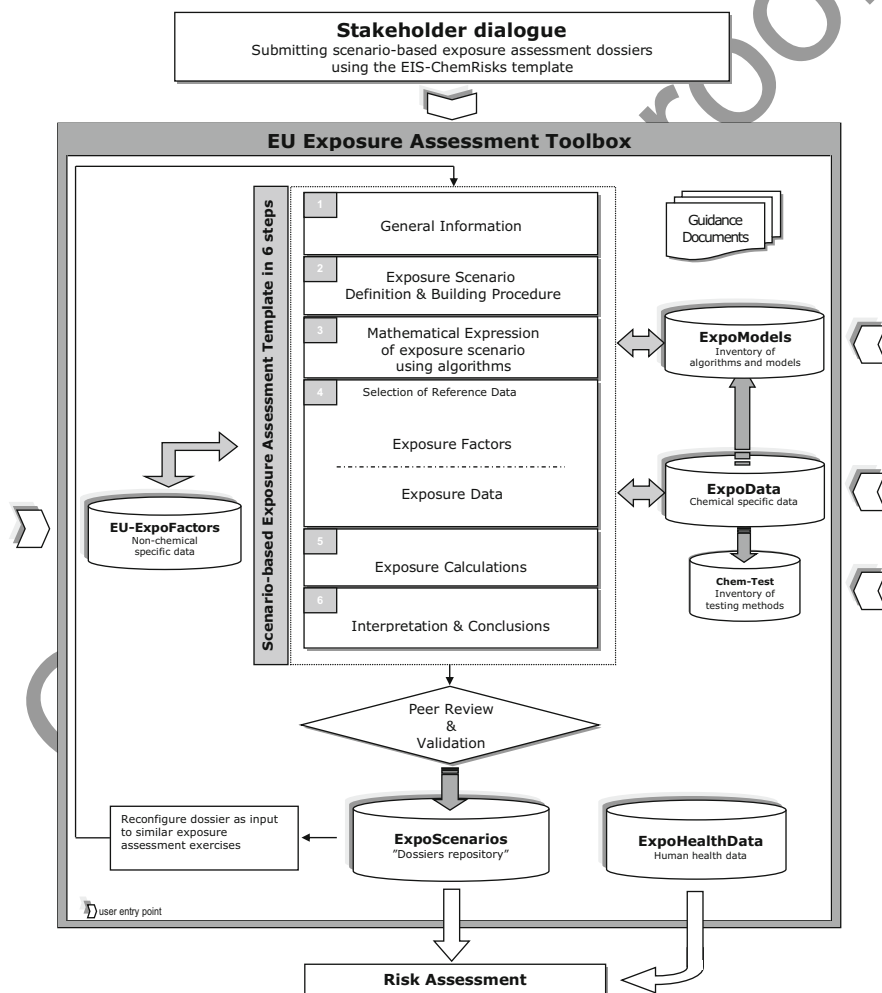 Stakeholder dialogue
Submitting scenario-based exposure assessment dossiers
using the EIS-ChemRisks template
EU Exposure Assessment Toolbox
Scenario-based Exposure Assessment Template in 6 steps
1
General Information
2
Exposure Scenario
Definition & Building Procedure
3
Mathematical Expression
of exposure scenario
using algorithms
4
Selection of Reference Data
Exposure Factors
Exposure Data
5
Exposure Calculations
6
Interpretation & Conclusions
Guidance
Documents
ExpoModels
Inventory of
algorithms and models
ExpoData
Chemical specific data
Chem-Test
Inventory of
testing methods
EU-ExpoFactors
Non-chemical
specific data
Peer Review
&
Validation
Reconfigure dossier as input
to similar exposure
assessment exercises
ExpoScenarios
”Dossiers repository”
ExpoHealthData
Human health data
user entry point
Risk Assessment